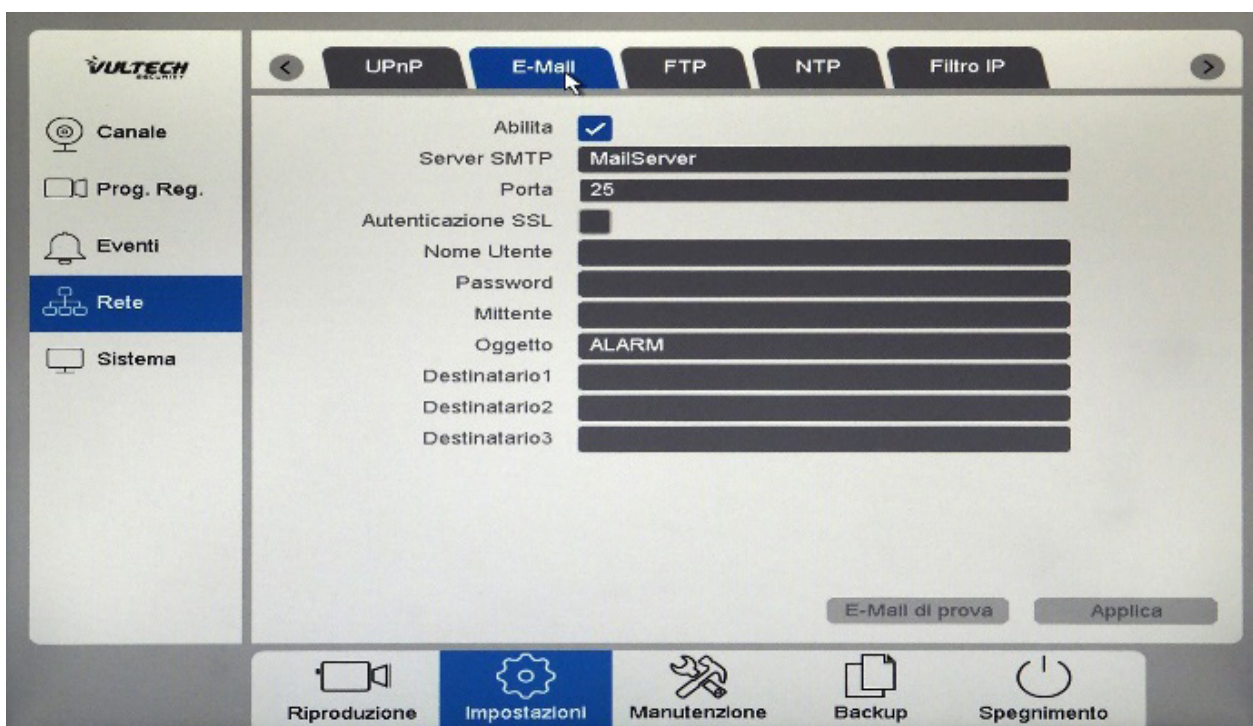 VULTECH
SECURITY
UPnP
E-Mail
FTP
NTP
Filtro IP
Canale
Prog. Reg.
Eventi
Rete
Sistema
Abilita
Server SMTP MailServer
Porta 25
Autenticazione SSL
Nome Utente
Password
Mittente
Oggetto ALARM
Destinatario1
Destinatario2
Destinatario3
E-Mail di prova
Applica
Riproduzione
Impostazioni
Manutenzione
Backup
Spegnimento